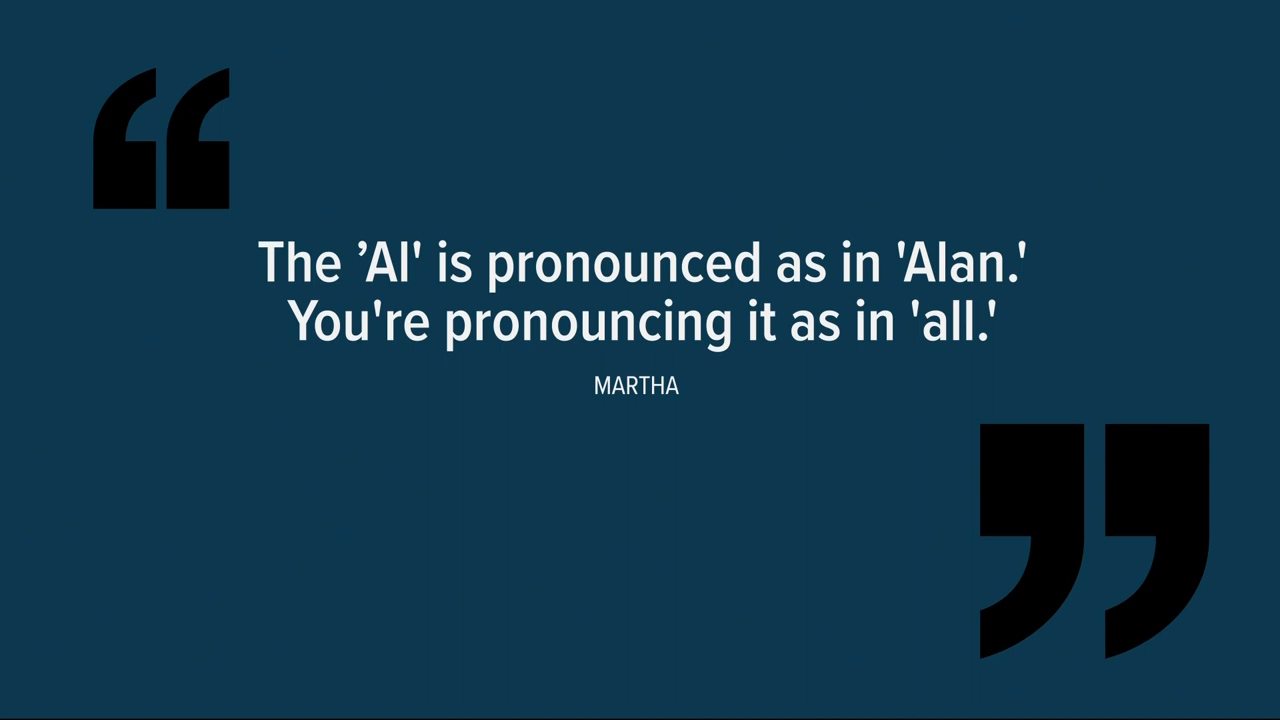 The ’Al' is pronounced as in 'Alan.'
You're pronouncing it as in 'all.'
MARTHA